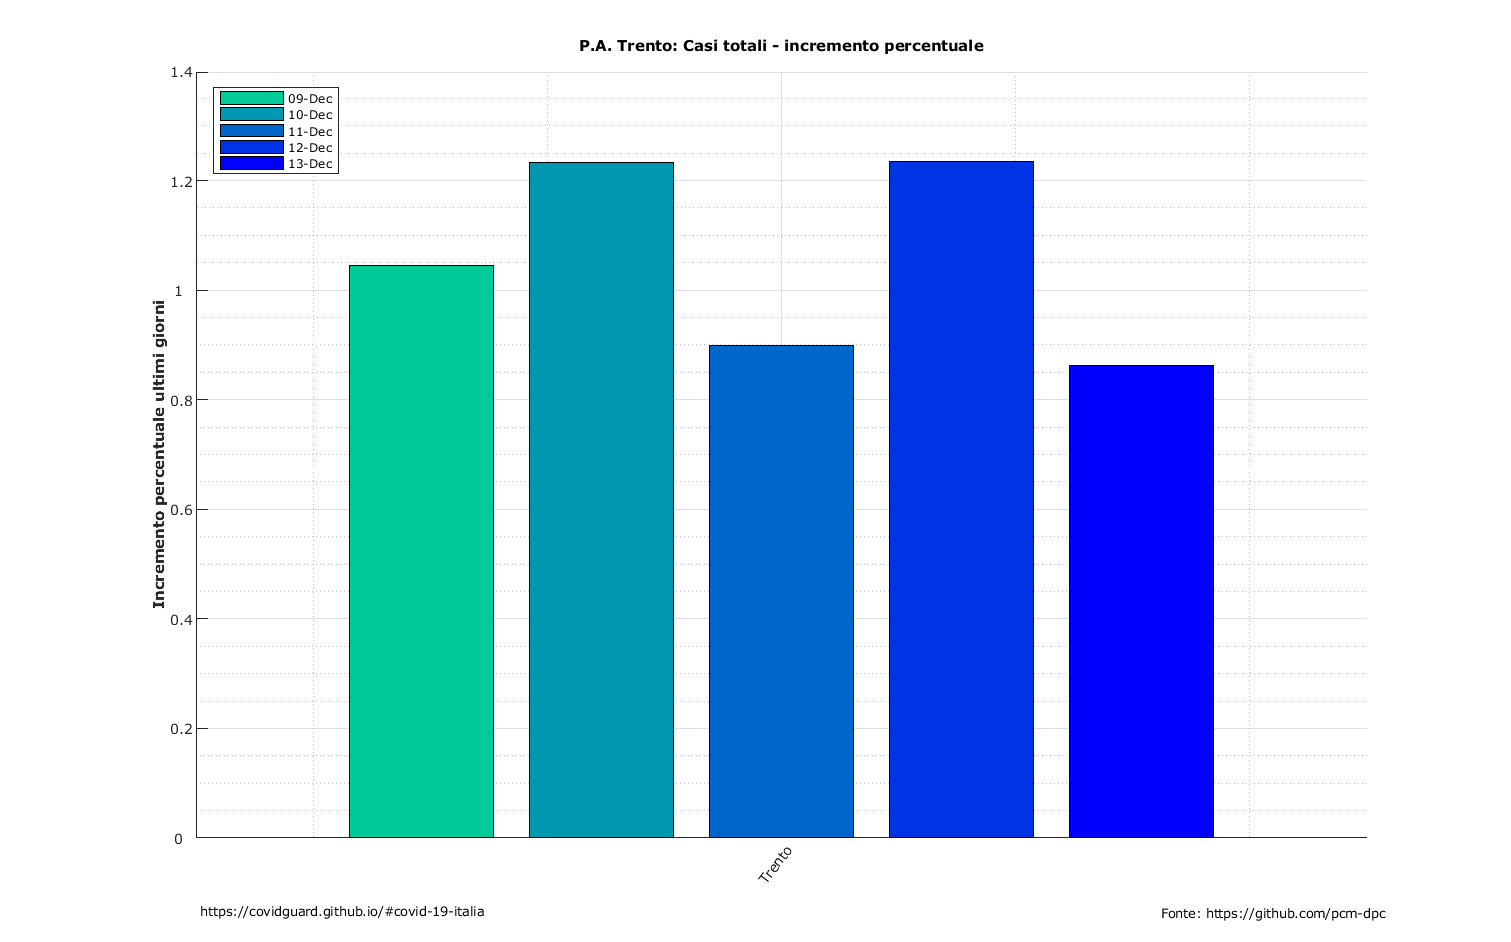 P.A. Trento: Casi totali - incremento percentuale
Incremento percentuale ultimi giorni
1.4
1.2
1
0.8
0.6
0.4
0.2
0
09-Dec
10-Dec
11-Dec
12-Dec
13-Dec
Trento
https://covidguard.github.io/#covid-19-italia
Fonte: https://github.com/pcm-dpc